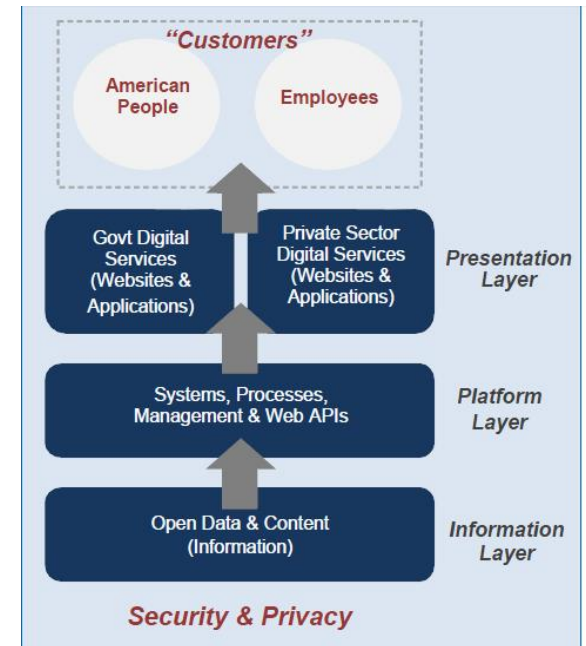 “Customers”
American
People
Employees
Govt Digital
Services
(Websites &
Applications)
Private Sector
Digital Services
(Websites &
Applications)
Presentation
Layer
Systems, Processes,
Management & Web APIs
Platform
Layer
Open Data & Content
(Information)
Information
Layer
Security & Privacy